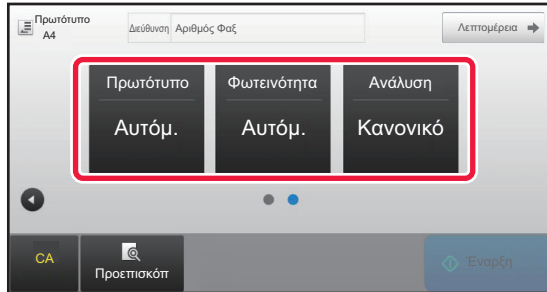 Πρωτότυπο
A4
Διεύθυνση Αριθμός Φαξ
Λεπτομέρεια
Πρωτότυπο Φωτεινότητα Ανάλυση
Αυτόμ. Αυτόμ. Κανονικό
CA
Προεπισκόπ
Έναρξη